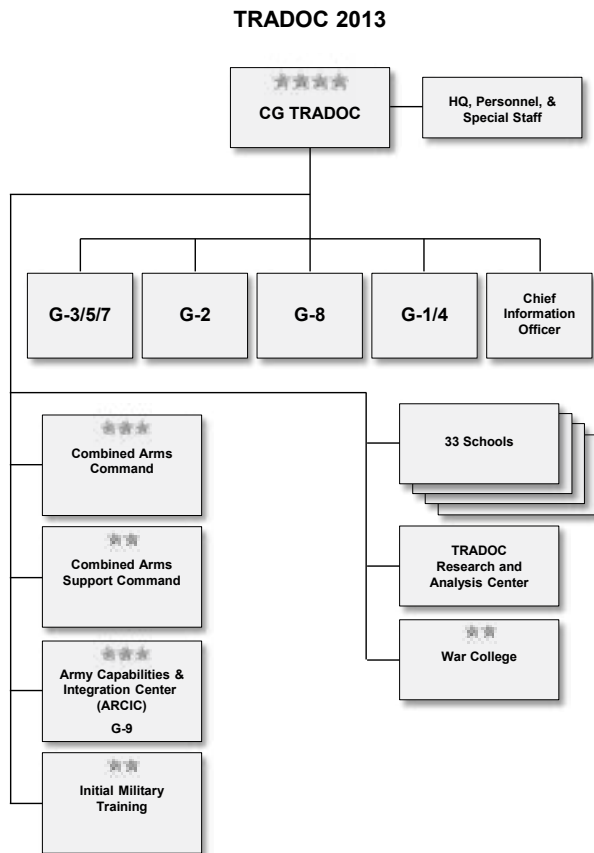 TRADOC 2013
CG TRADOC
HQ, Personnel, &
Special Staff
G-3/5/7
G-2
G-8
G-1/4
Chief
Information
Officer
Combined Arms
Command
Combined Arms
Support Command
Army Capabilities &
Integration Center
(ARCIC)
G-9
Initial Military
Training
33 Schools
TRADOC
Research and
Analysis Center
War College